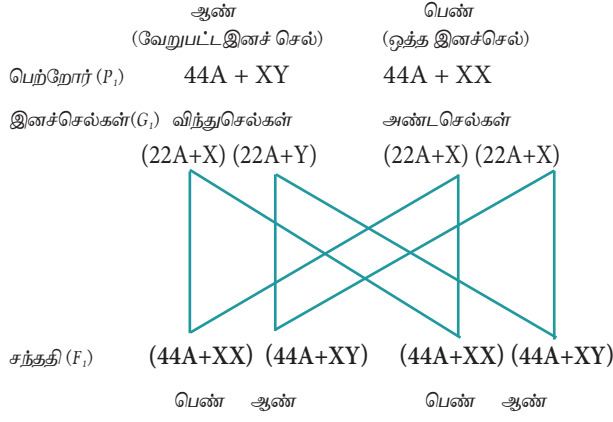 ஆண் பெண்
(வேறுபட்டஇனச் செல்) (ஒத்த இனச்செல்)
பெற்றோர் (P₁) 44A + XY 44A + XX
இனச்செல்கள்(G₁) விந்துசெல்கள் அண்டசெல்கள்
(22A+X) (22A+Y) (22A+X) (22A+X)
சந்ததி (F₁) (44A+XX) (44A+XY) (44A+XX) (44A+XY)
பெண் ஆண் பெண் ஆண்